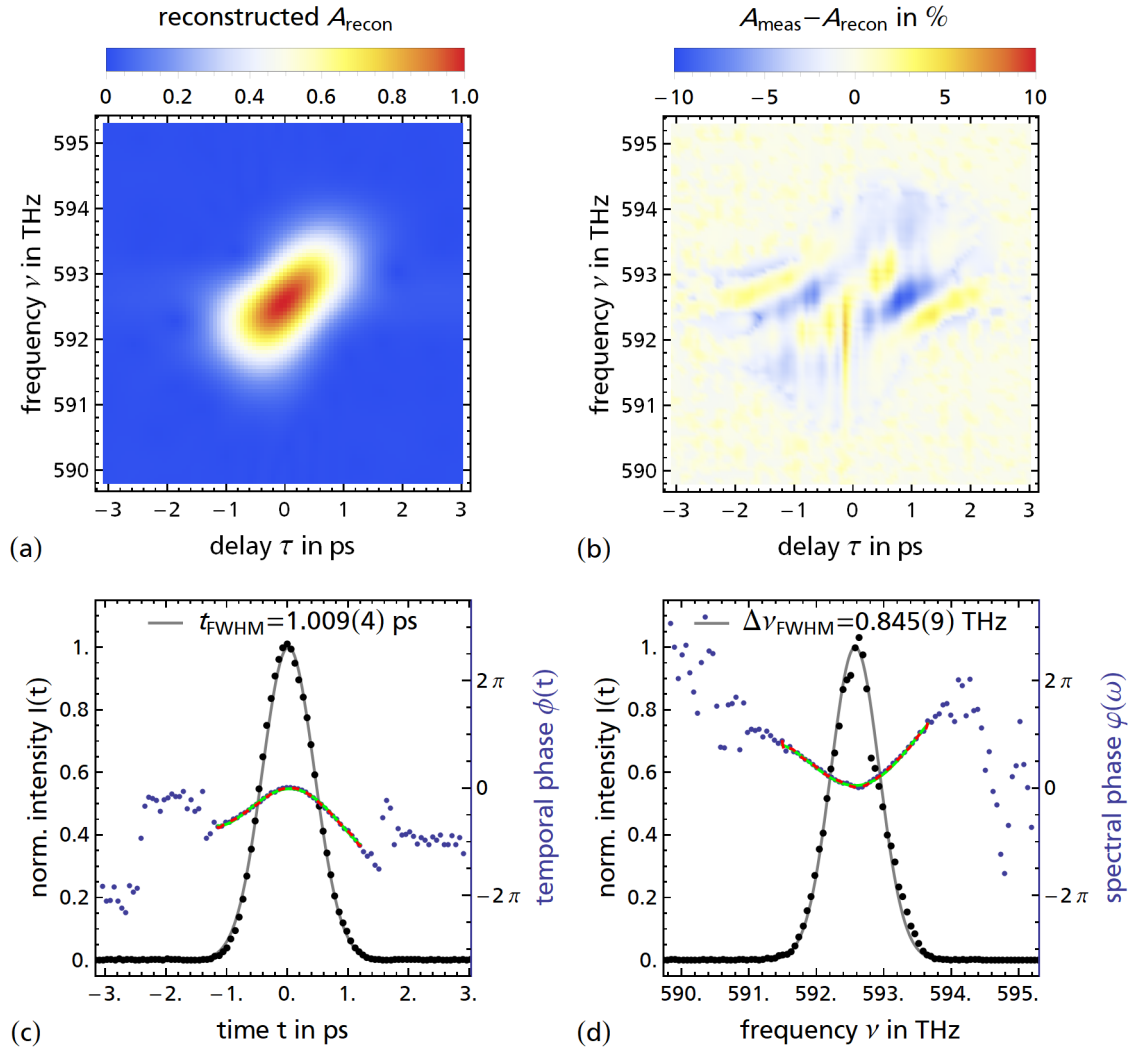 reconstructed A_recon
0 0.2 0.4 0.6 0.8 1.0
595
594
593
592
591
590
frequency ν in THz
−3 −2 −1 0 1 2 3
delay τ in ps
(a)
A_meas−A_recon in %
−10 −5 0 5 10
595
594
593
592
591
590
frequency ν in THz
−3 −2 −1 0 1 2 3
delay τ in ps
(b)
t_FWHM=1.009(4) ps
1.
0.8
0.6
0.4
0.2
0.
norm. intensity I(t)
2 π
0
−2 π
temporal phase ϕ(t)
−3. −2. −1. 0. 1. 2. 3.
time t in ps
(c)
Δν_FWHM=0.845(9) THz
1.
0.8
0.6
0.4
0.2
0.
norm. intensity I(t)
2 π
0
−2 π
spectral phase φ(ω)
590. 591. 592. 593. 594. 595.
frequency ν in THz
(d)